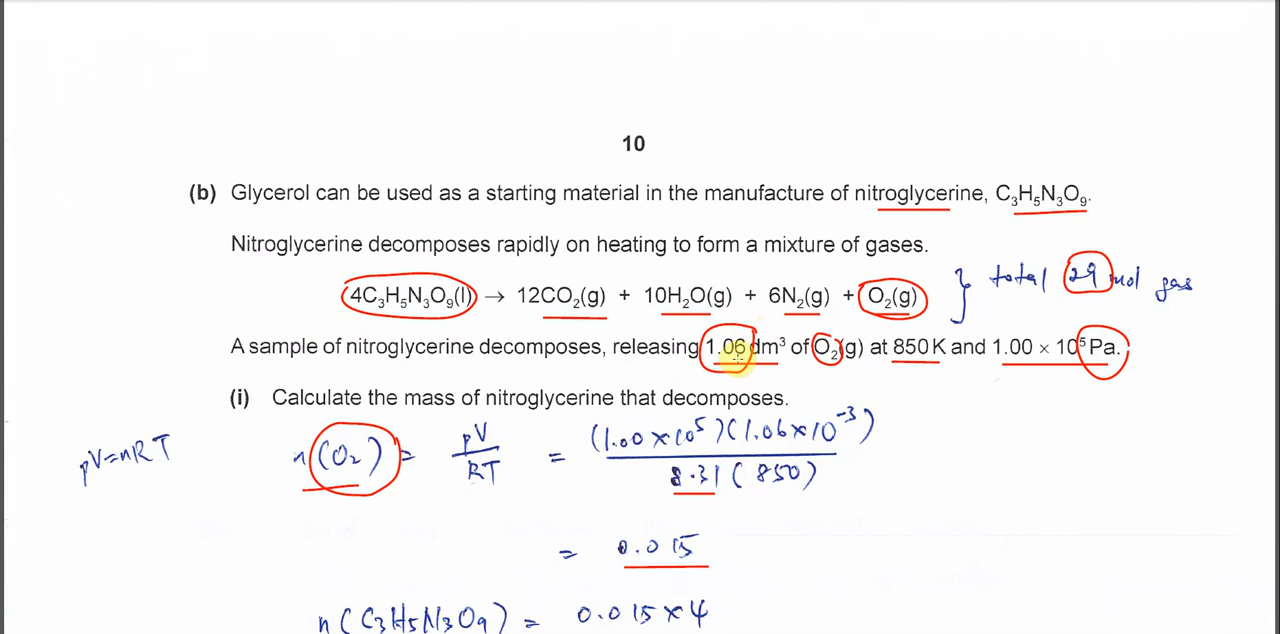 10
(b) Glycerol can be used as a starting material in the manufacture of nitroglycerine, C₃H₅N₃O₉.
Nitroglycerine decomposes rapidly on heating to form a mixture of gases.
4C₃H₅N₃O₉(l) → 12CO₂(g) + 10H₂O(g) + 6N₂(g) + O₂(g) } total 29 mol gas
A sample of nitroglycerine decomposes, releasing 1.06 dm³ of O₂(g) at 850 K and 1.00 × 10⁵ Pa.
(i) Calculate the mass of nitroglycerine that decomposes.
pV=nRT n(O₂) = pV/RT = (1.00×10⁵)(1.06×10⁻³)/8.31(850)
= 0.015
n(C₃H₅N₃O₉) = 0.015×4